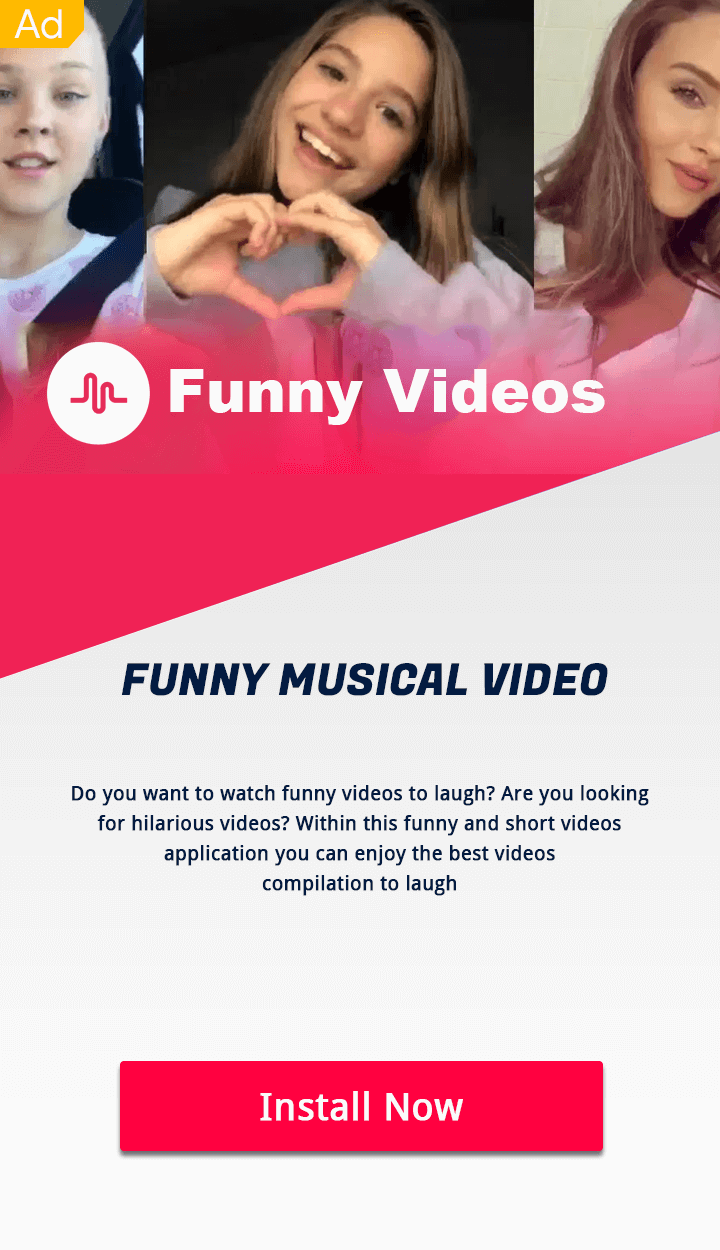 Ad
Funny Videos
FUNNY MUSICAL VIDEO
Do you want to watch funny videos to laugh? Are you looking
for hilarious videos? Within this funny and short videos
application you can enjoy the best videos
compilation to laugh
Install Now